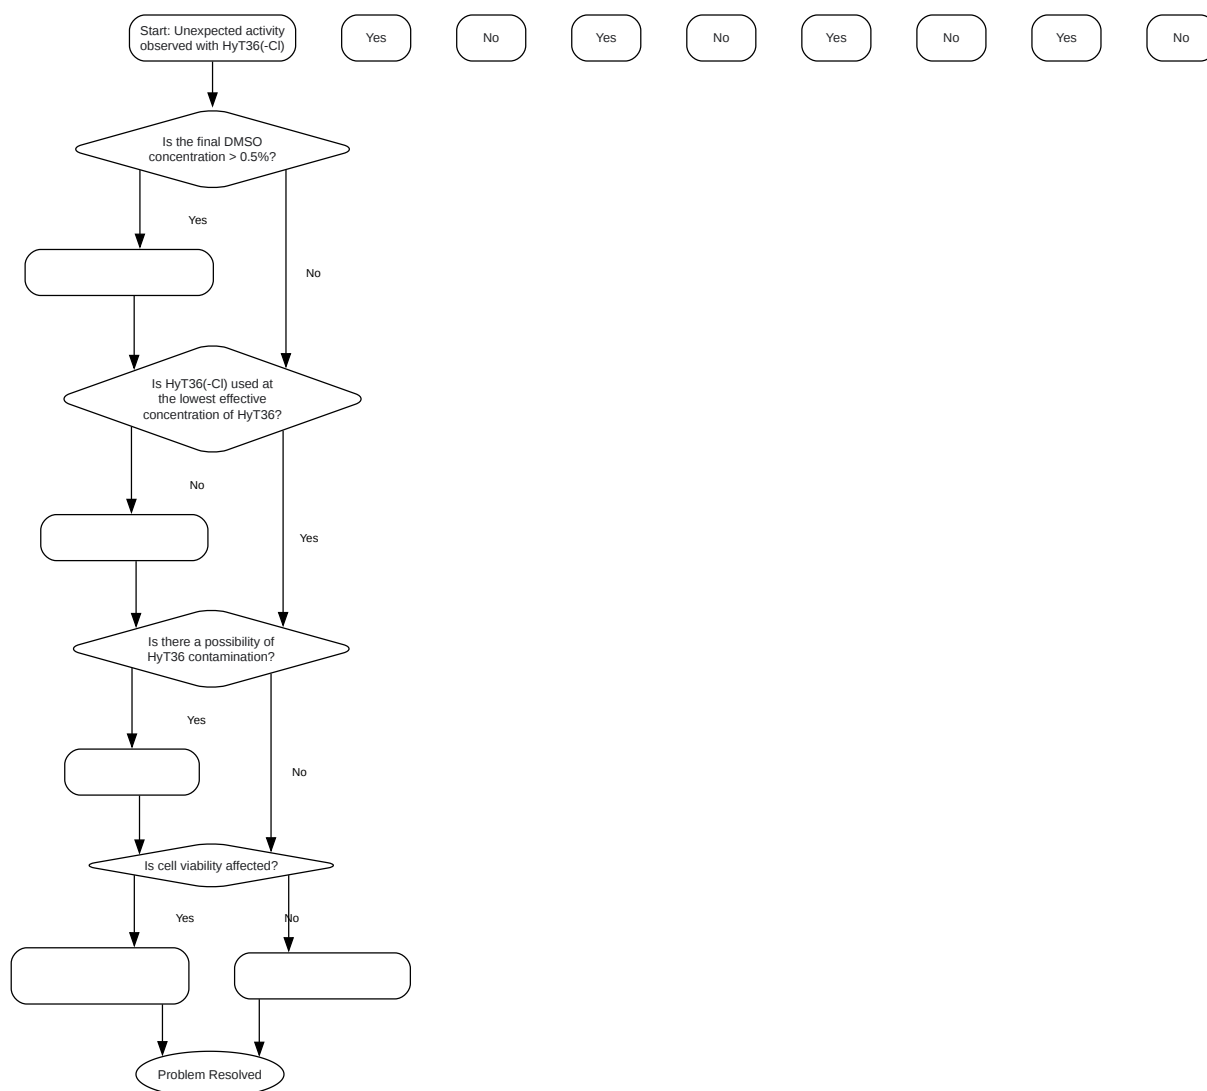 Start: Unexpected activity
observed with HyT36(-Cl)
Yes
No
Yes
No
Yes
No
Yes
No
Is the final DMSO
concentration > 0.5%?
Yes
No
Is HyT36(-Cl) used at
the lowest effective
concentration of HyT36?
No
Yes
Is there a possibility of
HyT36 contamination?
Yes
No
Is cell viability affected?
Yes
No
Problem Resolved